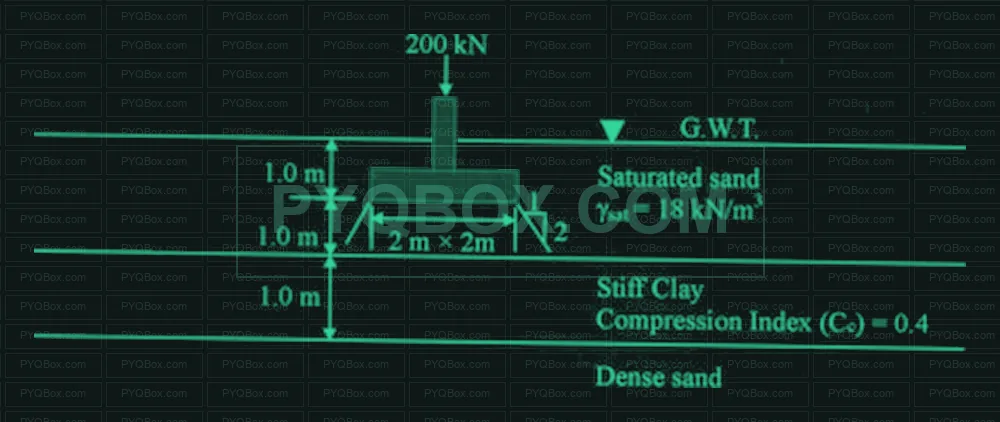 200 kN
G.W.T.
1.0 m
Saturated sand
γsat = 18 kN/m³
PYQBOX.COM
1.0 m
2 m × 2m
1
2
1.0 m
Stiff Clay
Compression Index (Cc) = 0.4
Dense sand
PYQBox.com